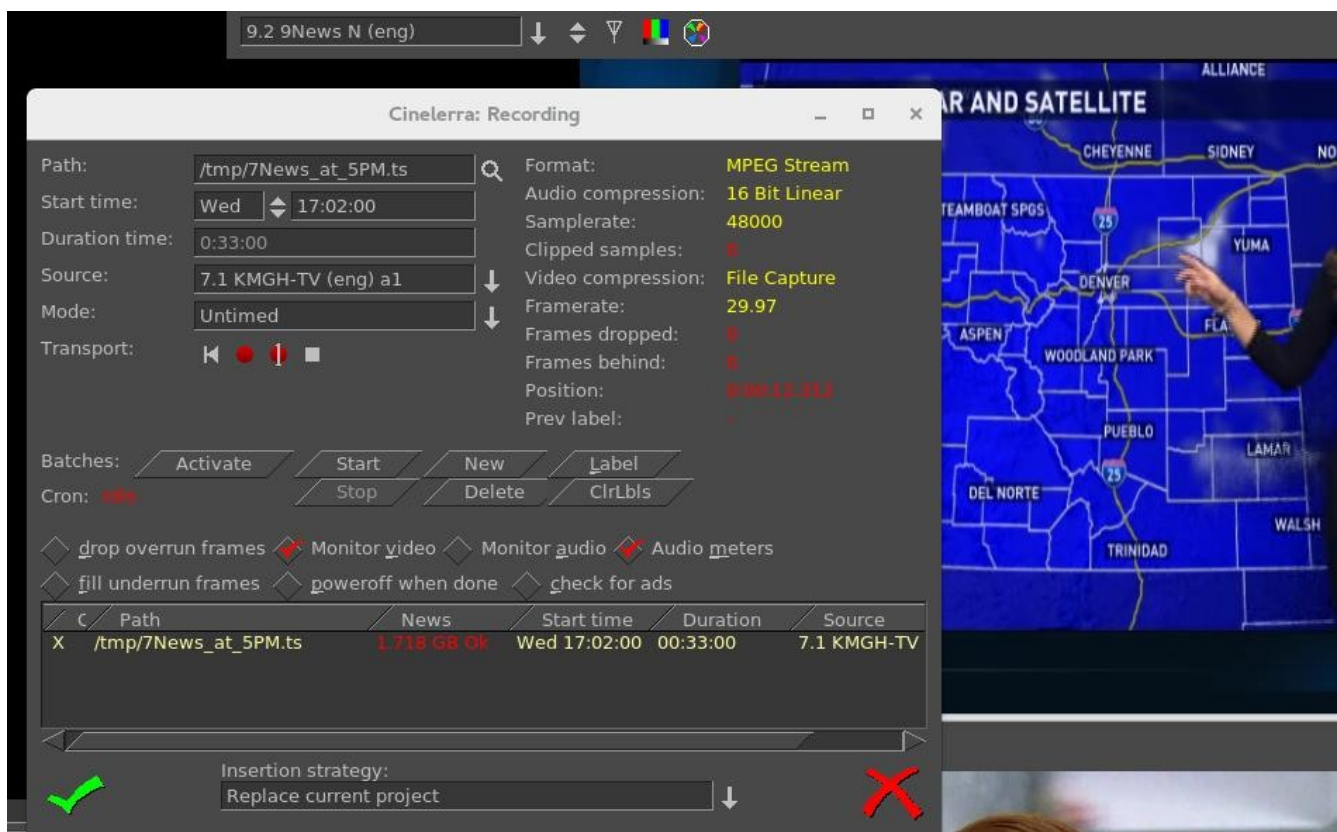 9.2 9News N (eng)
Cinelerra: Recording
Path: /tmp/7News_at_5PM.ts
Start time: Wed 17:02:00
Duration time: 0:33:00
Source: 7.1 KMGH-TV (eng) a1
Mode: Untimed
Transport:
Format: MPEG Stream
Audio compression: 16 Bit Linear
Samplerate: 48000
Clipped samples: 0
Video compression: File Capture
Framerate: 29.97
Frames dropped: 0
Frames behind: 0
Position:
Prev label: -
Batches: Activate Start New Label
Cron: Stop Delete ClrLbls
drop overrun frames Monitor video Monitor audio Audio meters
fill underrun frames poweroff when done check for ads
C Path News Start time Duration Source
X /tmp/7News_at_5PM.ts 1.718 GB Ok Wed 17:02:00 00:33:00 7.1 KMGH-TV
Insertion strategy:
Replace current project
ALLIANCE
AND SATELLITE
CHEYENNE SIDNEY NO
TEAMBOAT SPGS
25
YUMA
DENVER
FLA
ASPEN
WOODLAND PARK
PUEBLO
LAMAR
25
DEL NORTE
WALSH
TRINIDAD